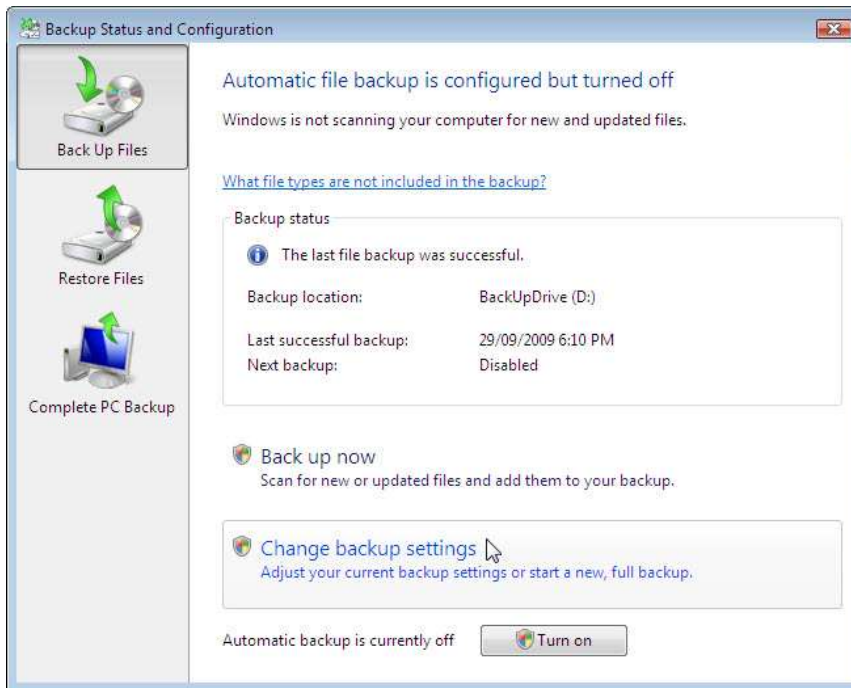 Backup Status and Configuration
Back Up Files
Restore Files
Complete PC Backup
Automatic file backup is configured but turned off
Windows is not scanning your computer for new and updated files.
What file types are not included in the backup?
Backup status
The last file backup was successful.
Backup location: BackUpDrive (D:)
Last successful backup: 29/09/2009 6:10 PM
Next backup: Disabled
Back up now
Scan for new or updated files and add them to your backup.
Change backup settings
Adjust your current backup settings or start a new, full backup.
Automatic backup is currently off Turn on